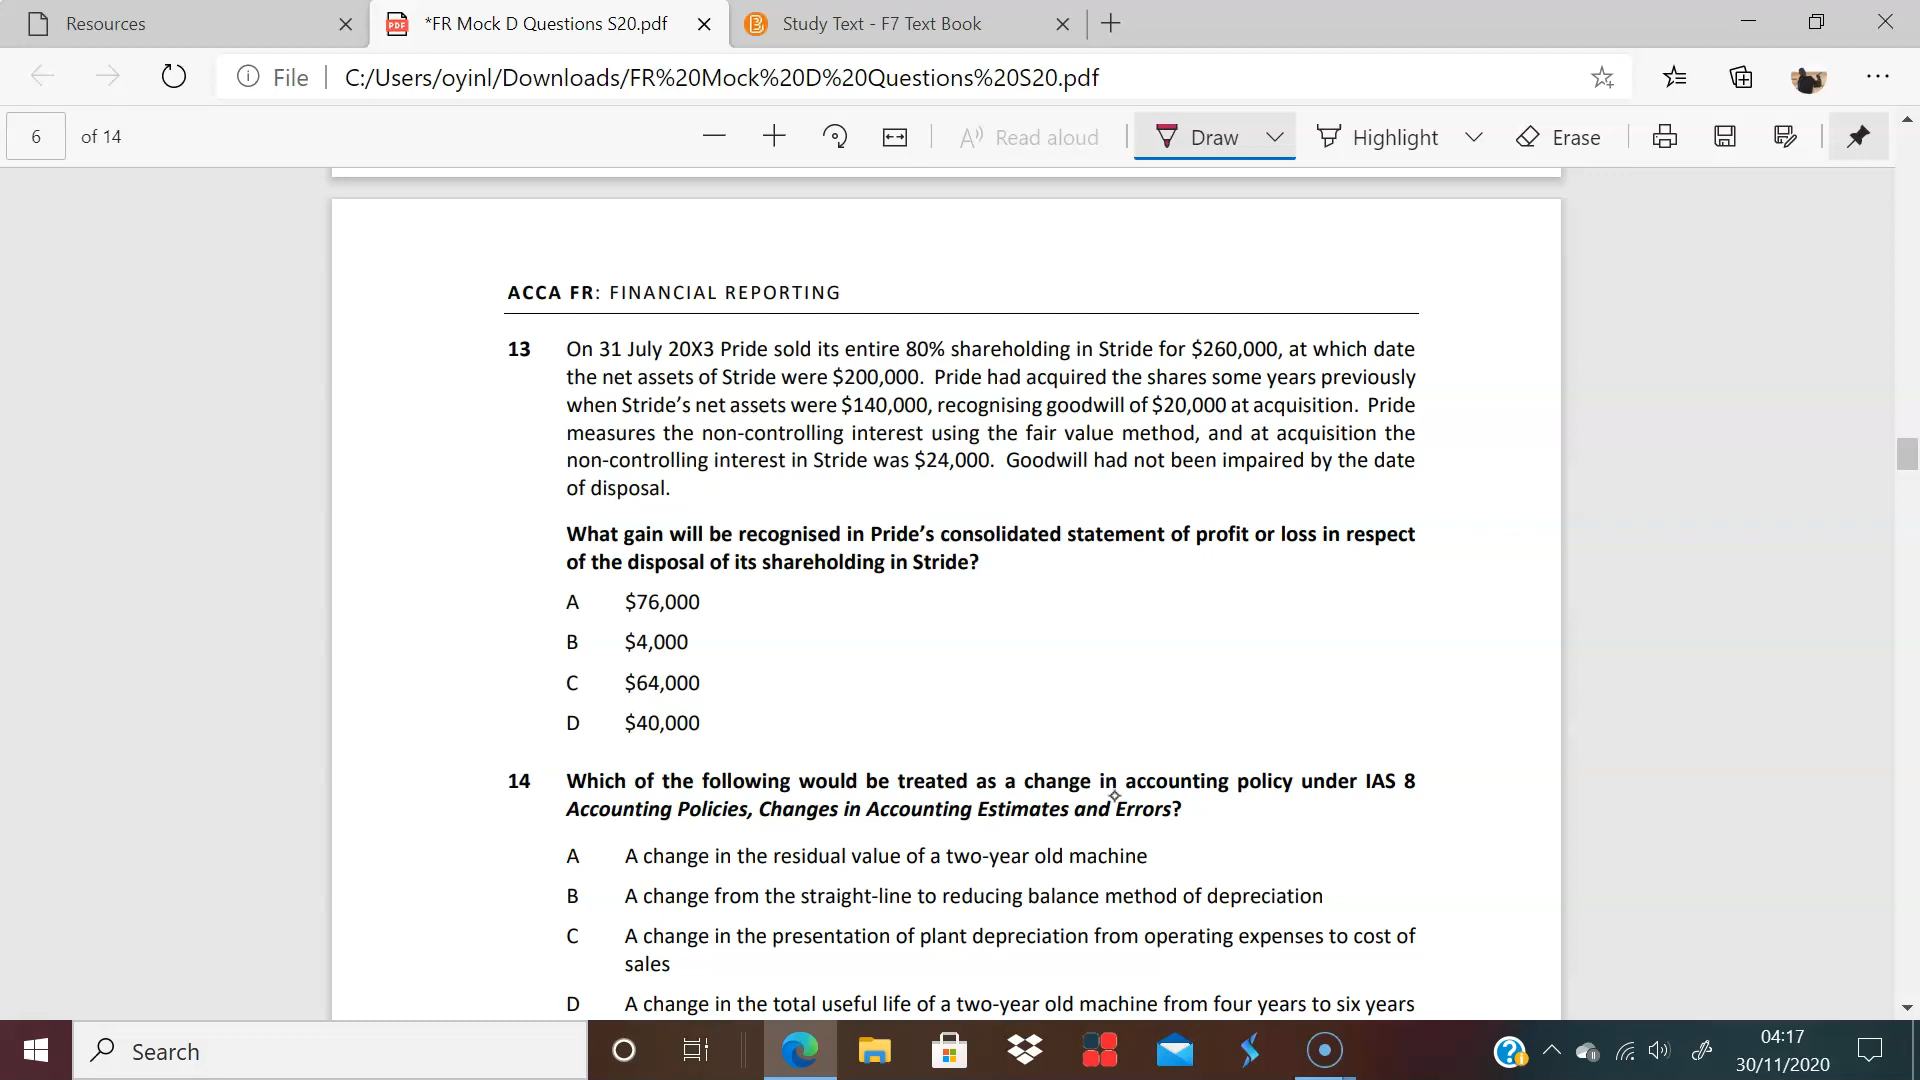 Resources
*FR Mock D Questions S20.pdf
Study Text - F7 Text Book
File
C:/Users/oyinl/Downloads/FR%20Mock%20D%20Questions%20S20.pdf
6 of 14
Read aloud
Draw
Highlight
Erase
ACCA FR: FINANCIAL REPORTING
13 On 31 July 20X3 Pride sold its entire 80% shareholding in Stride for $260,000, at which date
the net assets of Stride were $200,000. Pride had acquired the shares some years previously
when Stride’s net assets were $140,000, recognising goodwill of $20,000 at acquisition. Pride
measures the non-controlling interest using the fair value method, and at acquisition the
non-controlling interest in Stride was $24,000. Goodwill had not been impaired by the date
of disposal.
What gain will be recognised in Pride’s consolidated statement of profit or loss in respect
of the disposal of its shareholding in Stride?
A $76,000
B $4,000
C $64,000
D $40,000
14 Which of the following would be treated as a change in accounting policy under IAS 8
Accounting Policies, Changes in Accounting Estimates and Errors?
A A change in the residual value of a two-year old machine
B A change from the straight-line to reducing balance method of depreciation
C A change in the presentation of plant depreciation from operating expenses to cost of
sales
D A change in the total useful life of a two-year old machine from four years to six years
Search
04:17
30/11/2020